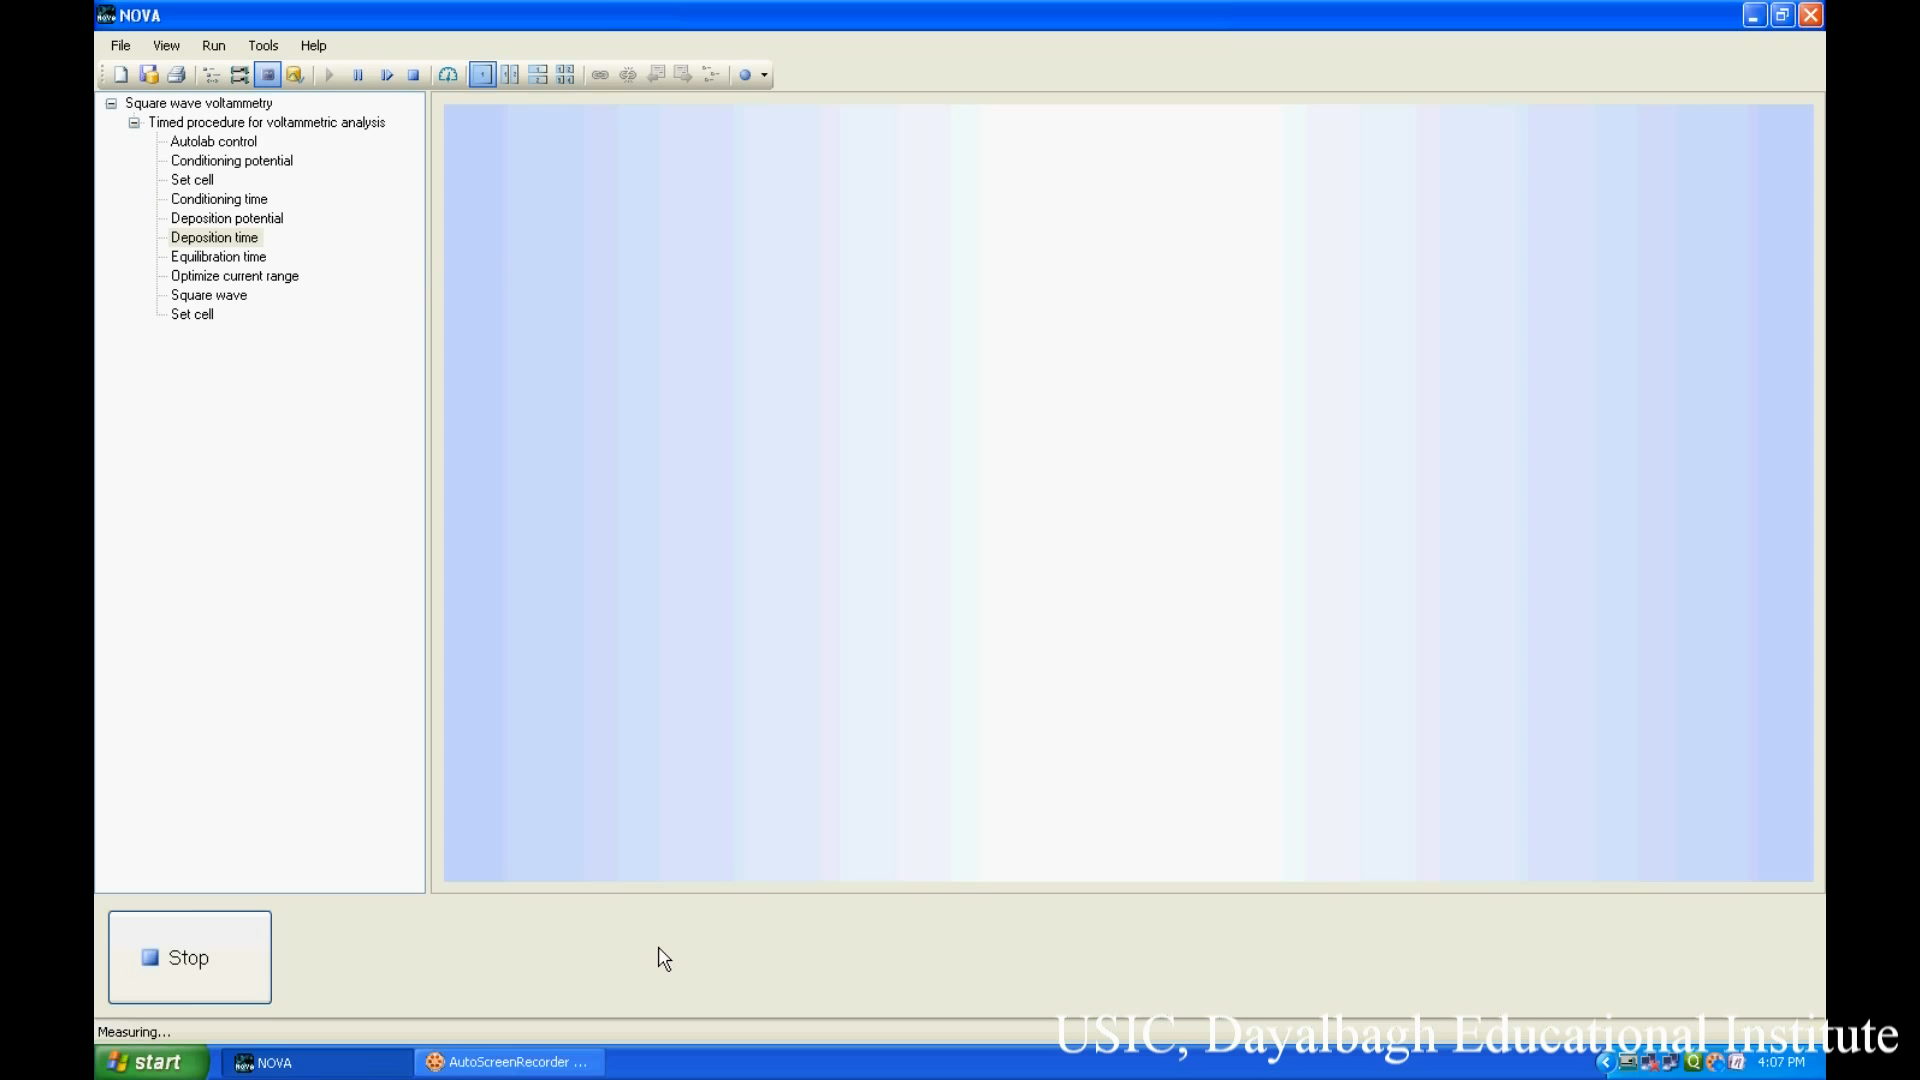 NOVA
File View Run Tools Help
Square wave voltammetry
Timed procedure for voltammetric analysis
Autolab control
Conditioning potential
Set cell
Conditioning time
Deposition potential
Deposition time
Equilibration time
Optimize current range
Square wave
Set cell
Stop
Measuring...
USIC, Dayalbagh Educational Institute
start NOVA AutoScreenRecorder ... 4:07 PM